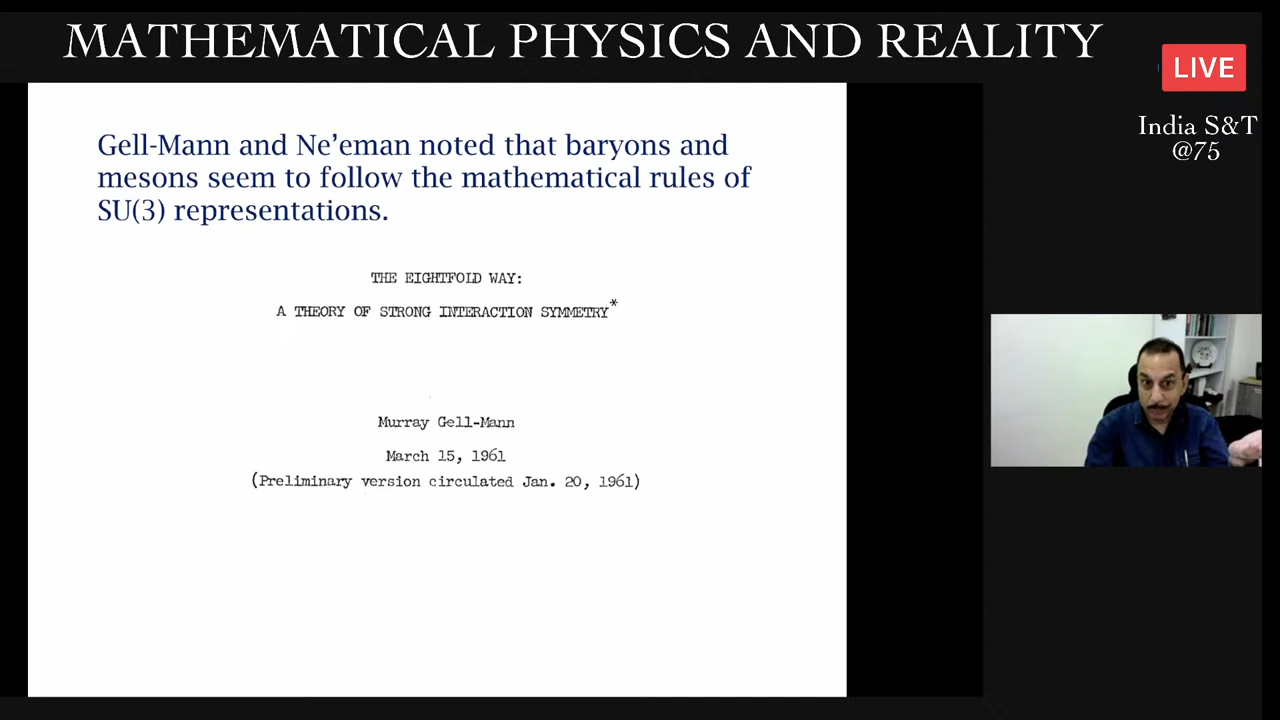 MATHEMATICAL PHYSICS AND REALITY
LIVE
India S&T
@75
Gell-Mann and Ne’eman noted that baryons and
mesons seem to follow the mathematical rules of
SU(3) representations.
THE EIGHTFOLD WAY:
A THEORY OF STRONG INTERACTION SYMMETRY*
Murray Gell-Mann
March 15, 1961
(Preliminary version circulated Jan. 20, 1961)